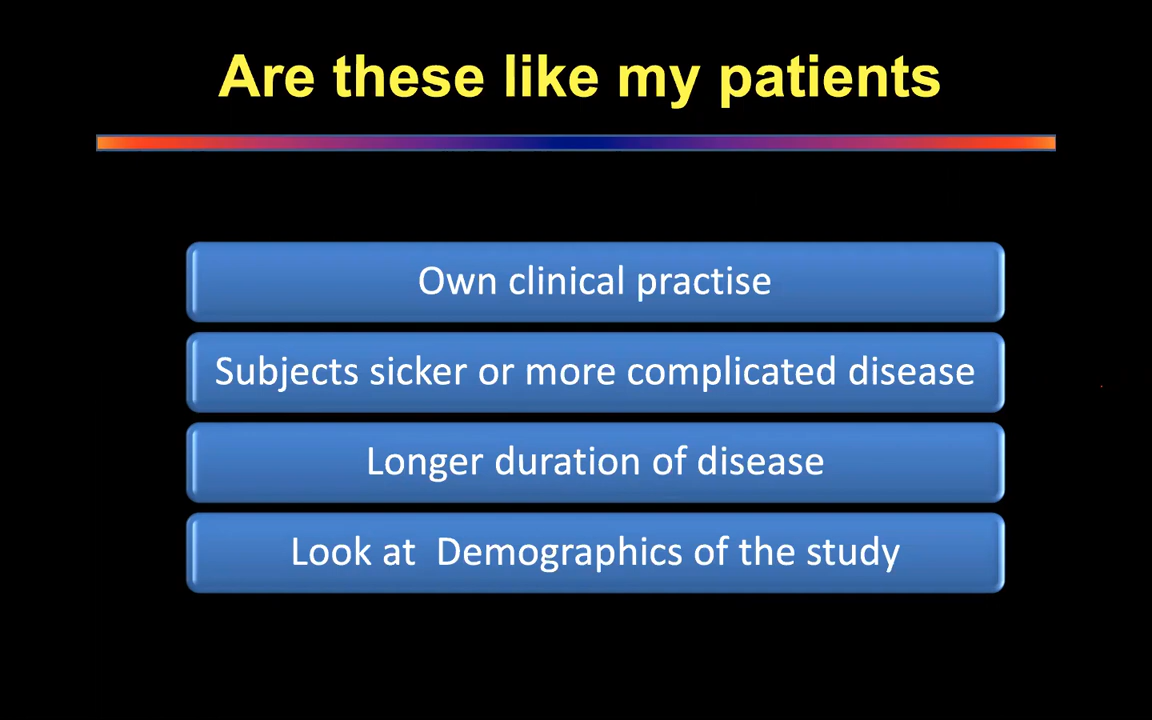 Are these like my patients
Own clinical practise
Subjects sicker or more complicated disease
Longer duration of disease
Look at  Demographics of the study